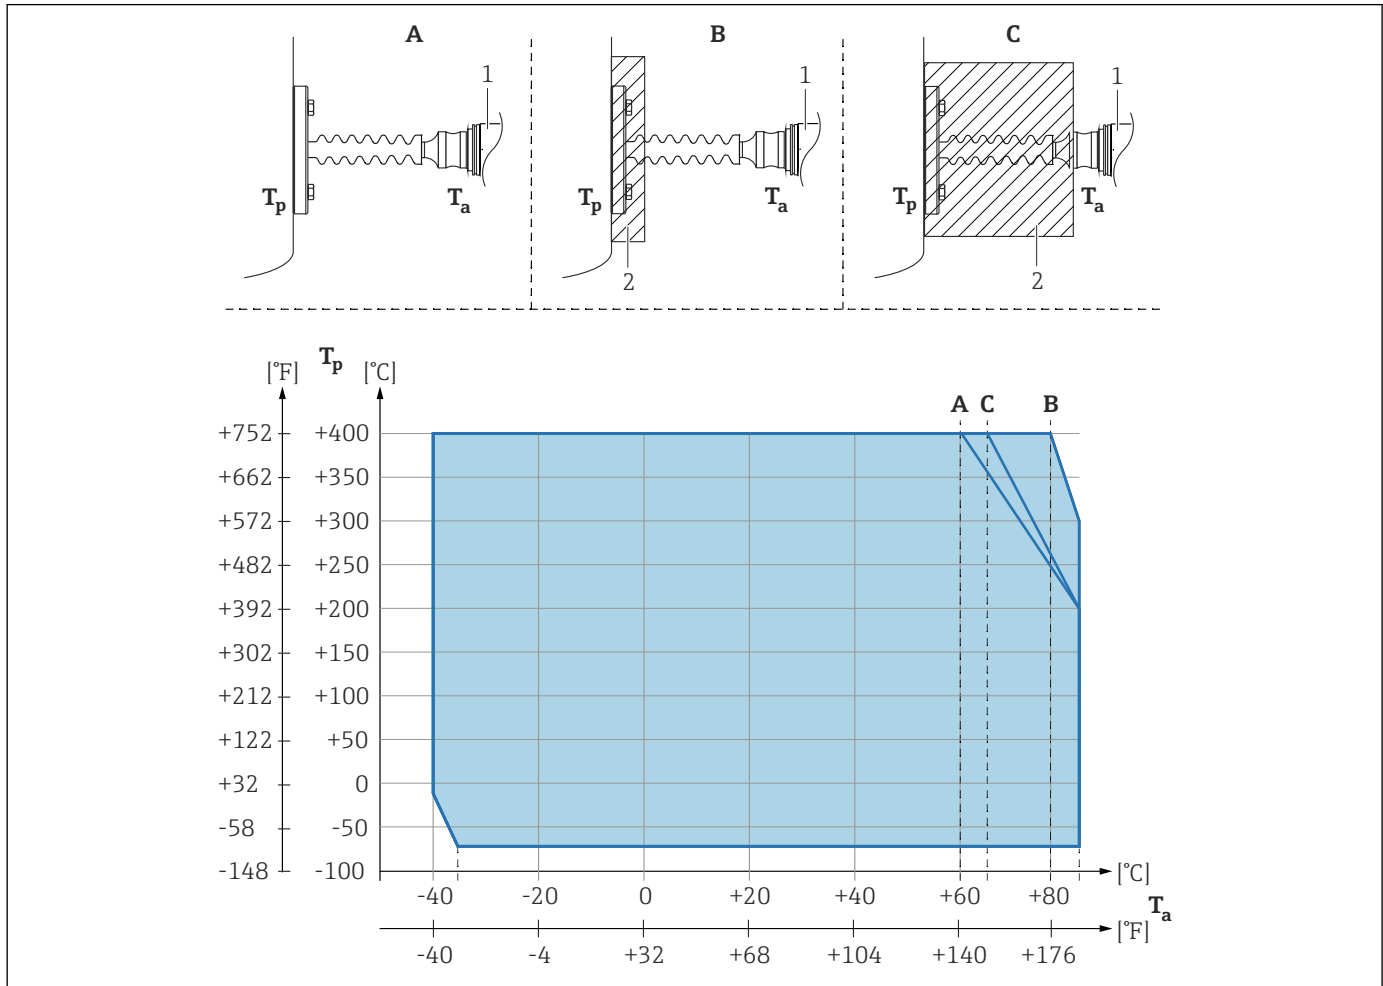 A B C
1 1 1
Tp Ta Tp Ta Tp Ta
2 2
Tp
[°F] [°C]
A C B
+752 +400
+662 +350
+572 +300
+482 +250
+392 +200
+302 +150
+212 +100
+122 +50
+32 0
-58 -50
-148 -100
[°C]
-40 -20 0 +20 +40 +60 +80
Ta
[°F]
-40 -4 +32 +68 +104 +140 +176